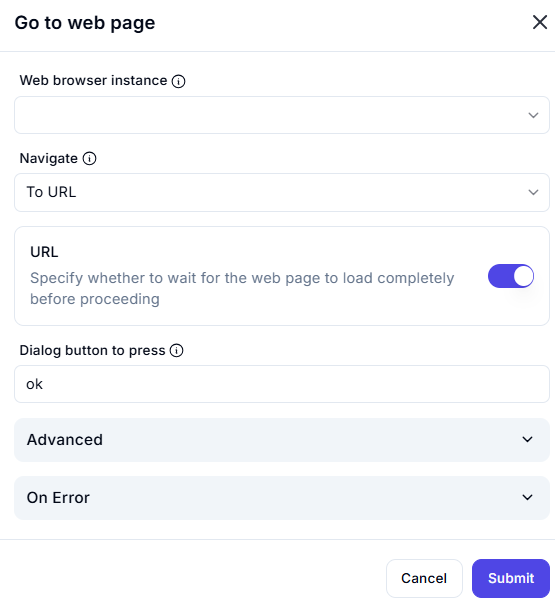 Go to web page
Web browser instance
Navigate
To URL
URL
Specify whether to wait for the web page to load completely
before proceeding
Dialog button to press
ok
Advanced
On Error
Cancel
Submit